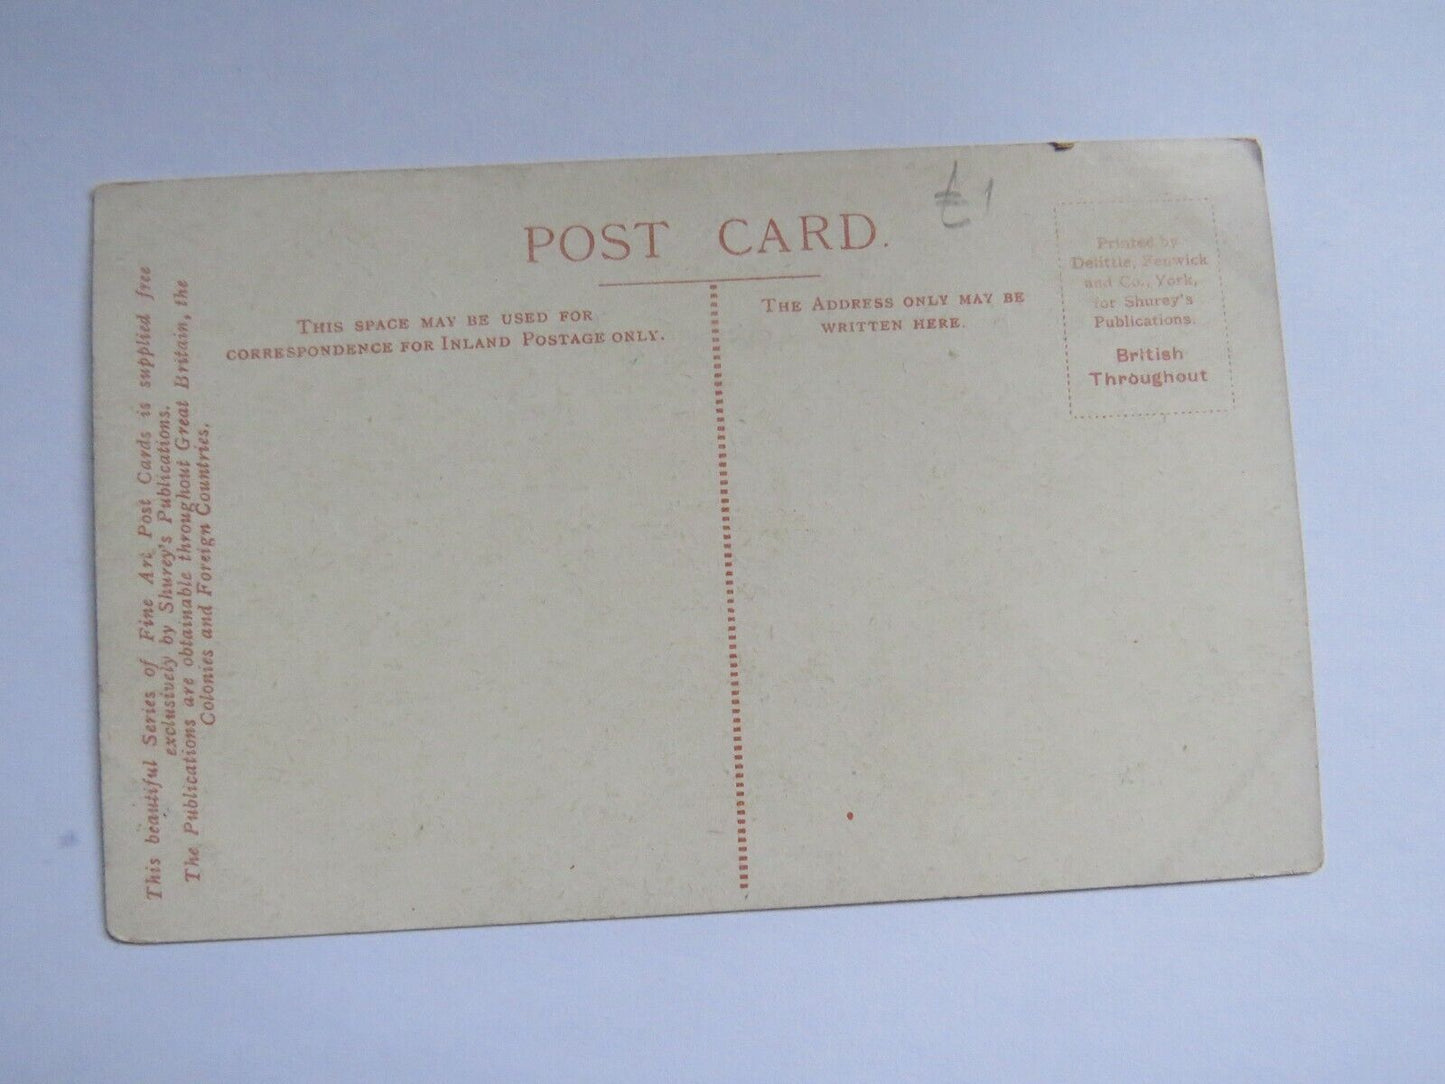 POST CARD.
£1
This beautiful Series of Fine Art Post Cards is supplied free
exclusively by Shurey's Publications.
The Publications are obtainable throughout Great Britain, the
Colonies and Foreign Countries.
THIS SPACE MAY BE USED FOR
CORRESPONDENCE FOR INLAND POSTAGE ONLY.
THE ADDRESS ONLY MAY BE
WRITTEN HERE.
Printed by
Delittle, Fenwick
and Co., York,
for Shurey's
Publications.
British
Throughout